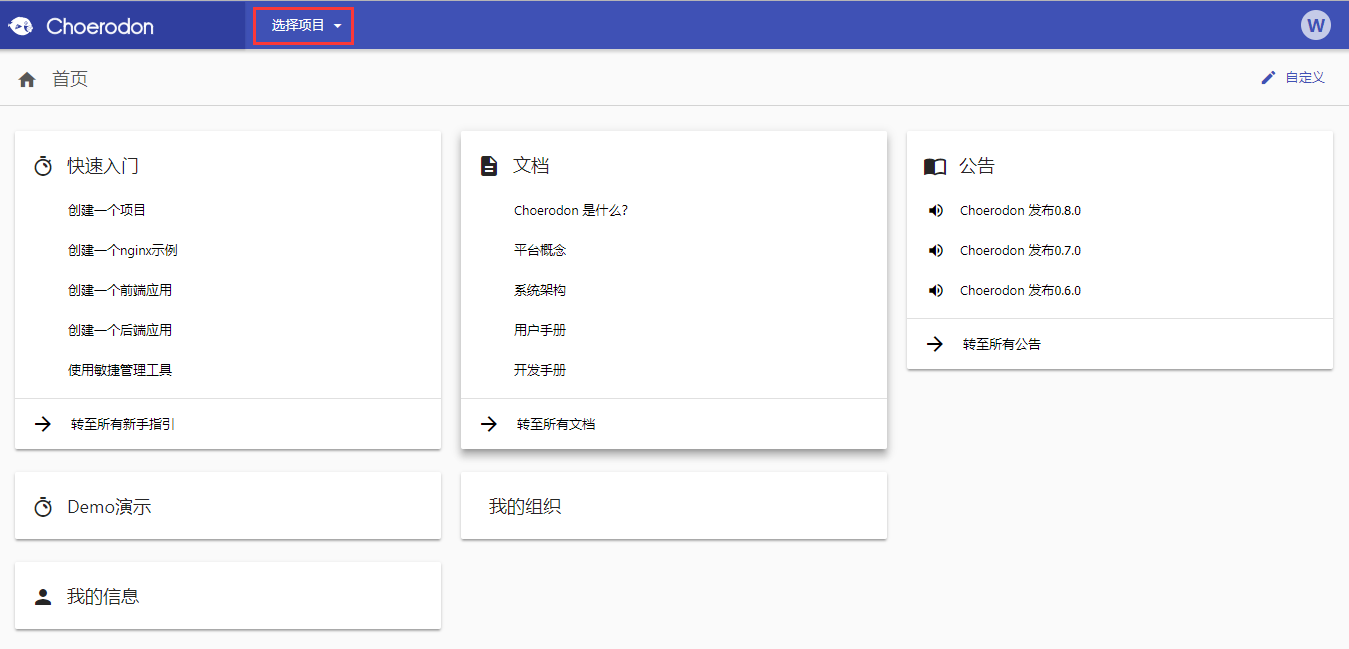 Choerodon
选择项目
W
首页
自定义
快速入门
创建一个项目
创建一个nginx示例
创建一个前端应用
创建一个后端应用
使用敏捷管理工具
转至所有新手指引
文档
Choerodon 是什么？
平台概念
系统架构
用户手册
开发手册
转至所有文档
公告
Choerodon 发布0.8.0
Choerodon 发布0.7.0
Choerodon 发布0.6.0
转至所有公告
Demo演示
我的组织
我的信息